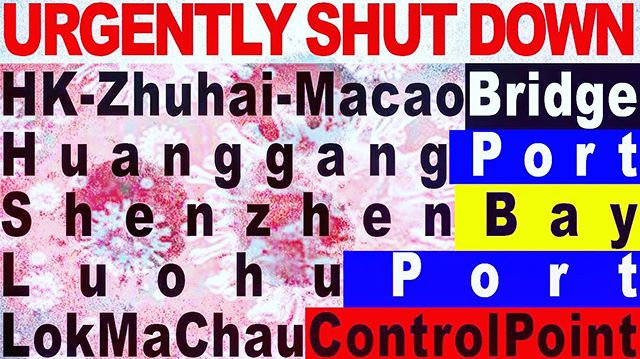 URGENTLY SHUT DOWN
HK-Zhuhai-Macao Bridge
Huanggang Port
Shenzhen Bay
Luohu Port
LokMaChau ControlPoint